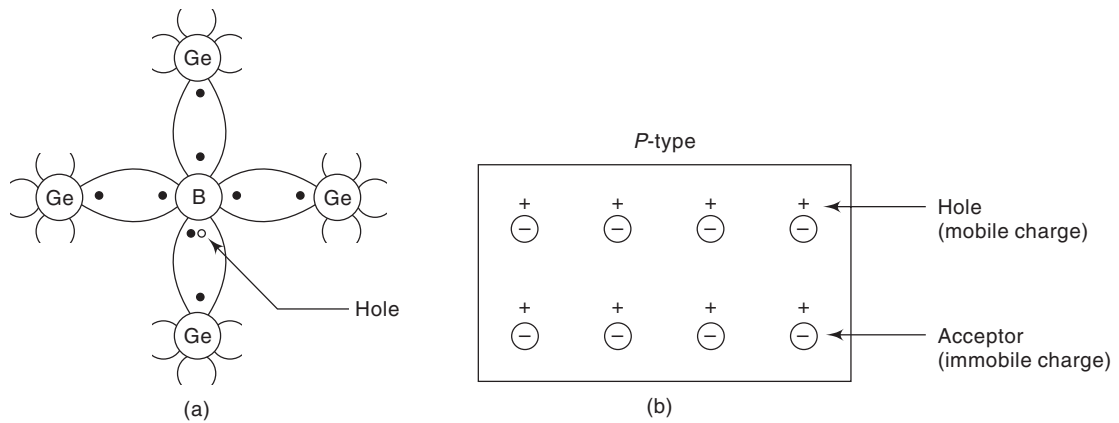 Ge
Ge
B
Ge
Hole
Ge
(a)
P-type
+ + + +
− − − −
Hole
(mobile charge)
+ + + +
− − − −
Acceptor
(immobile charge)
(b)